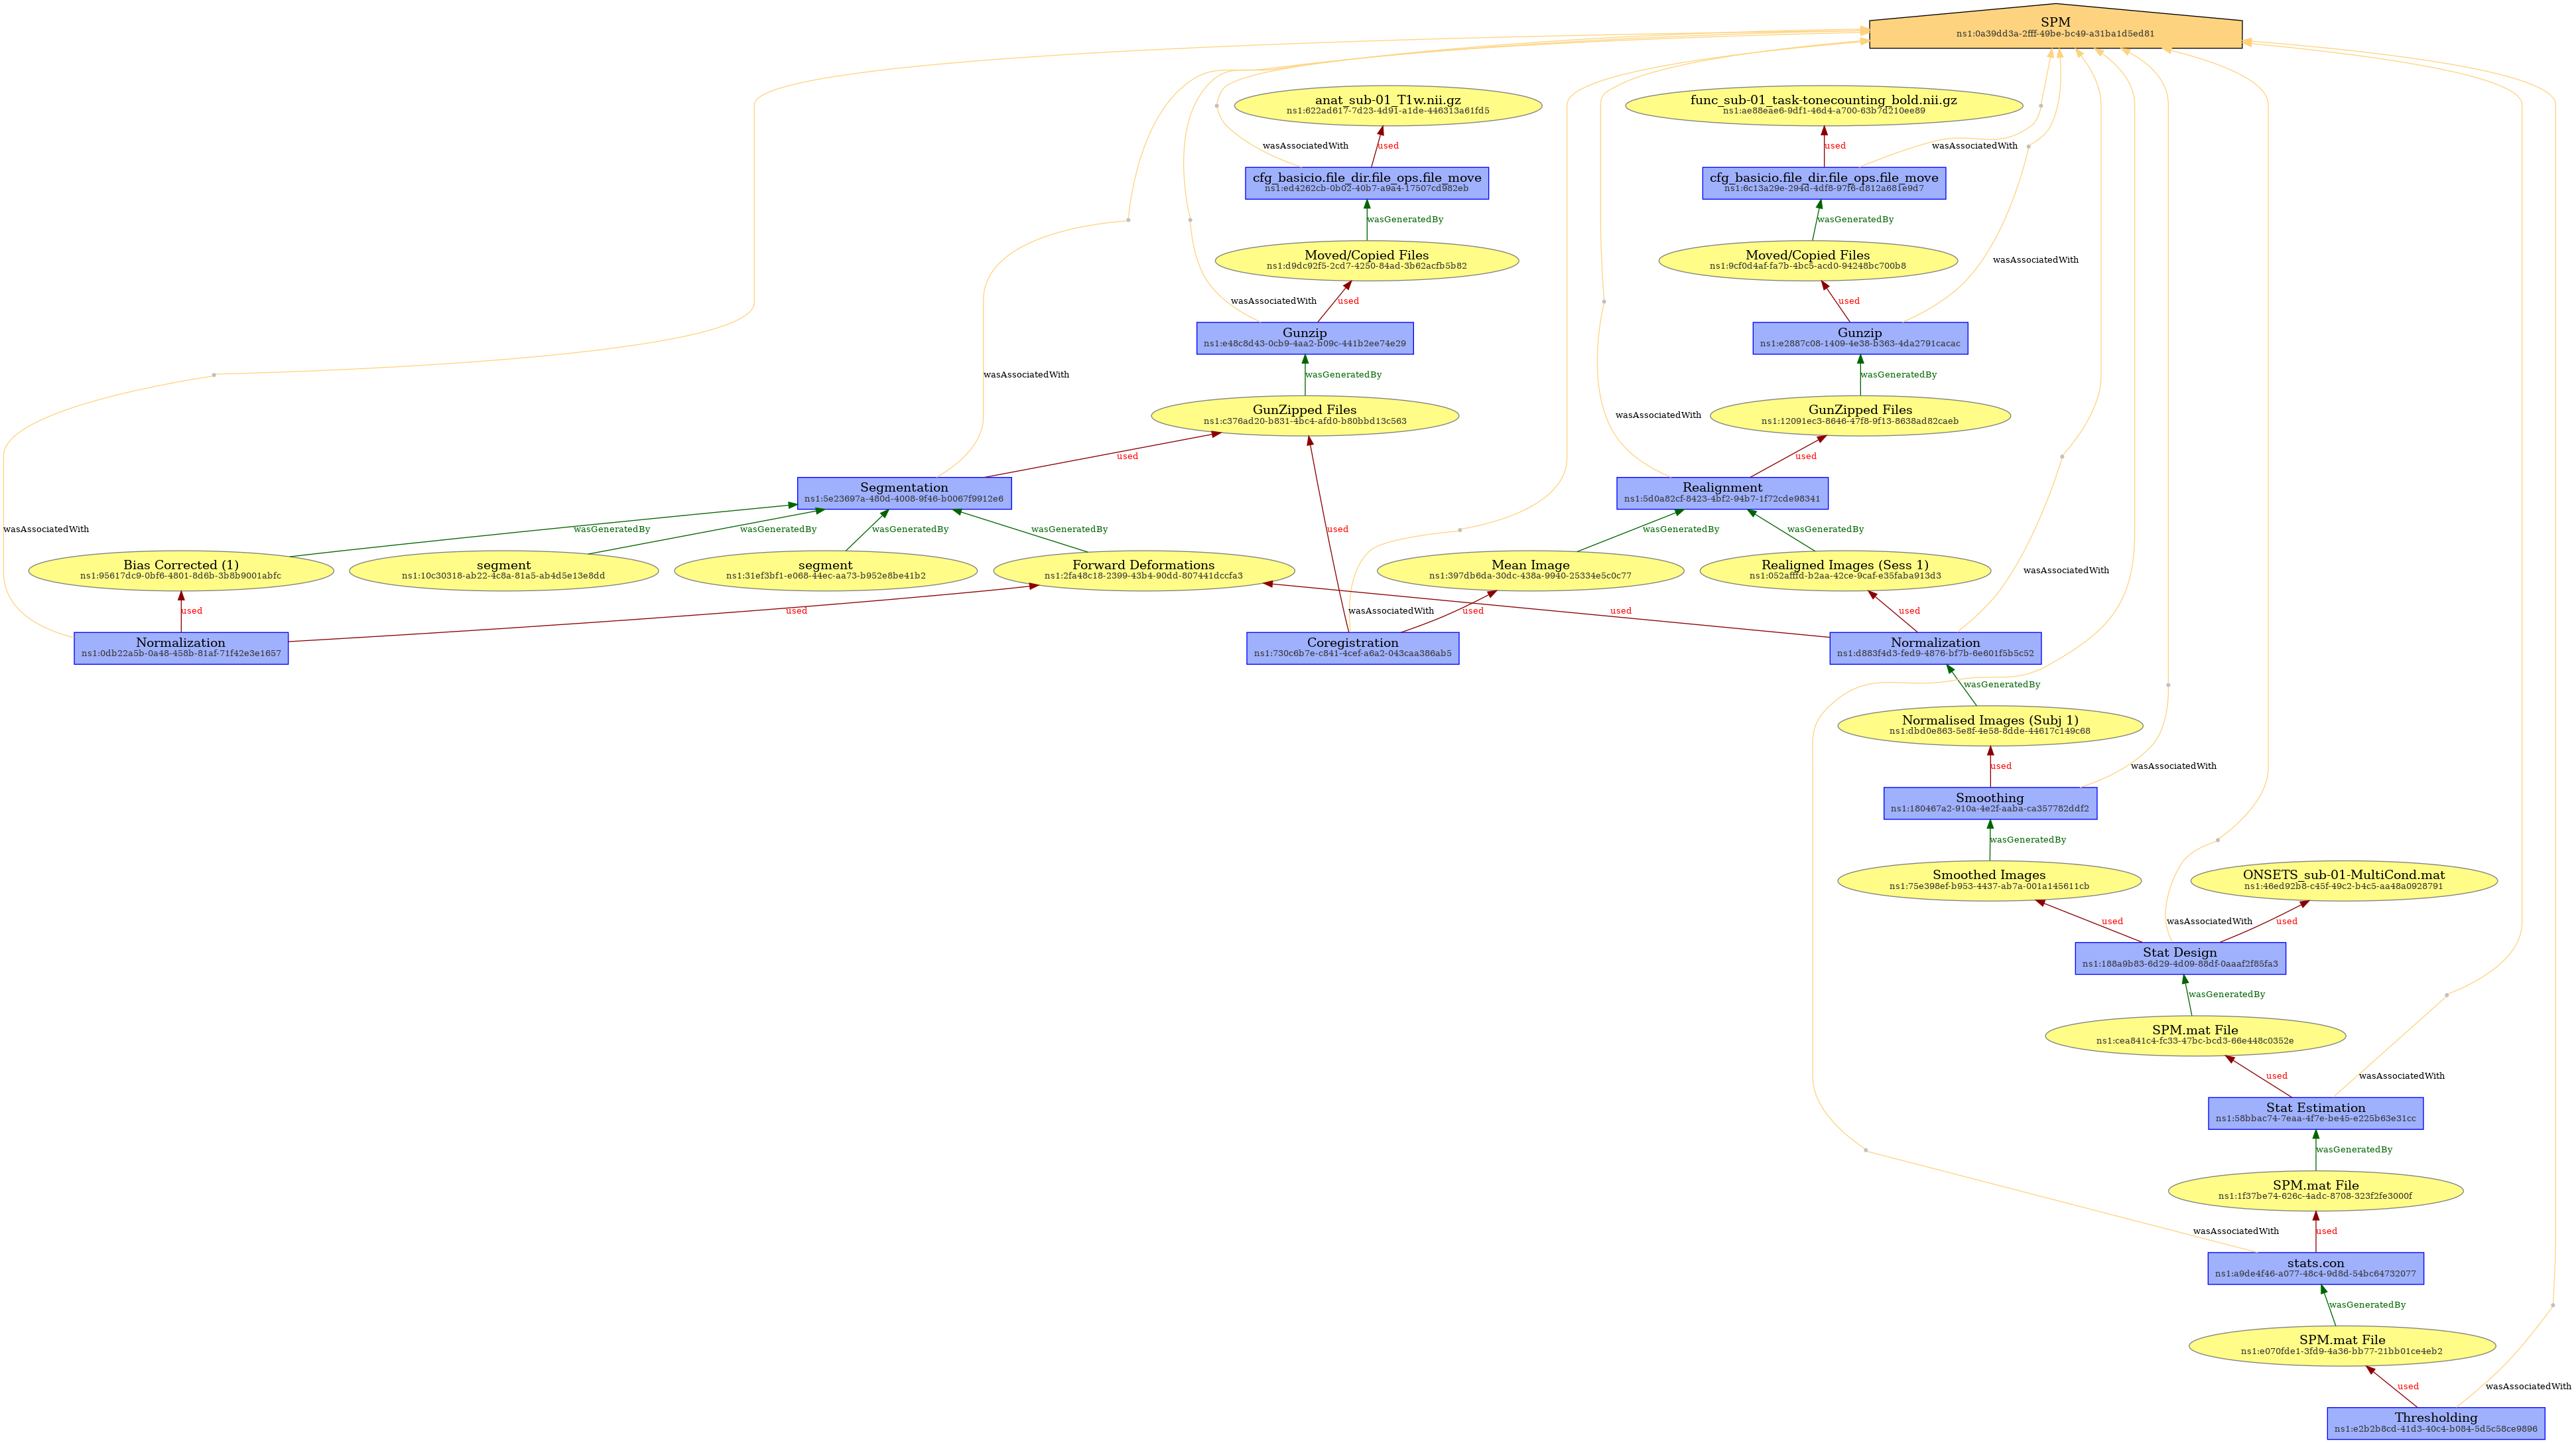 SPM
ns1:0a39dd3a-2fff-49be-bc49-a31ba1d5ed81
anat_sub-01_T1w.nii.gz
ns1:622ad617-7d23-4d91-a1de-446313a61fd5
func_sub-01_task-tonecounting_bold.nii.gz
ns1:ae88eae6-9df1-46d4-a700-63b7d210ee89
wasAssociatedWith
used
used
wasAssociatedWith
cfg_basicio.file_dir.file_ops.file_move
ns1:ed4262cb-0b02-40b7-a9a4-17507cd982eb
cfg_basicio.file_dir.file_ops.file_move
ns1:6c13a29e-294d-4df8-97f6-d812a681e9d7
wasGeneratedBy
wasGeneratedBy
Moved/Copied Files
ns1:d9dc92f5-2cd7-4250-84ad-3b62acfb5b82
Moved/Copied Files
ns1:9cf0d4af-fa7b-4bc5-acd0-94248bc700b8
wasAssociatedWith
wasAssociatedWith
used
used
Gunzip
ns1:e48c8d43-0cb9-4aa2-b09c-441b2ee74e29
Gunzip
ns1:e2887c08-1409-4e38-b363-4da2791cacac
wasAssociatedWith
wasGeneratedBy
wasGeneratedBy
GunZipped Files
ns1:c376ad20-b831-4bc4-afd0-b80bbd13c563
wasAssociatedWith
GunZipped Files
ns1:12091ec3-8646-47f8-9f13-8638ad82caeb
used
used
Segmentation
ns1:5e23697a-480d-4008-9f46-b0067f9912e6
Realignment
ns1:5d0a82cf-8423-4bf2-94b7-1f72cde98341
wasAssociatedWith
wasGeneratedBy
wasGeneratedBy
wasGeneratedBy
wasGeneratedBy
used
wasGeneratedBy
wasGeneratedBy
Bias Corrected (1)
ns1:95617dc9-0bf6-4801-8d6b-3b8b9001abfc
segment
ns1:10c30318-ab22-4c8a-81a5-ab4d5e13e8dd
segment
ns1:31ef3bf1-e068-44ec-aa73-b952e8be41b2
Forward Deformations
ns1:2fa48c18-2399-43b4-90dd-807441dccfa3
Mean Image
ns1:397db6da-30dc-438a-9940-25334e5c0c77
Realigned Images (Sess 1)
ns1:052afffd-b2aa-42ce-9caf-e35faba913d3
wasAssociatedWith
used
used
wasAssociatedWith
used
used
used
Normalization
ns1:0db22a5b-0a48-458b-81af-71f42e3e1657
Coregistration
ns1:730c6b7e-c841-4cef-a6a2-043caa386ab5
Normalization
ns1:d883f4d3-fed9-4876-bf7b-6e601f5b5c52
wasGeneratedBy
Normalised Images (Subj 1)
ns1:dbd0e863-5e8f-4e58-8dde-44617c149c68
used
wasAssociatedWith
Smoothing
ns1:180467a2-910a-4e2f-aaba-ca357782ddf2
wasGeneratedBy
Smoothed Images
ns1:75e398ef-b953-4437-ab7a-001a145611cb
ONSETS_sub-01-MultiCond.mat
ns1:46ed92b8-c45f-49c2-b4c5-aa48a0928791
used
wasAssociatedWith
used
Stat Design
ns1:188a9b83-6d29-4d09-88df-0aaaf2f85fa3
wasGeneratedBy
SPM.mat File
ns1:cea841c4-fc33-47bc-bcd3-66e448c0352e
used
wasAssociatedWith
Stat Estimation
ns1:58bbac74-7eaa-4f7e-be45-e225b63e31cc
wasGeneratedBy
SPM.mat File
ns1:1f37be74-626c-4adc-8708-323f2fe3000f
wasAssociatedWith
used
stats.con
ns1:a9de4f46-a077-48c4-9d8d-54bc64732077
wasGeneratedBy
SPM.mat File
ns1:e070fde1-3fd9-4a36-bb77-21bb01ce4eb2
used
wasAssociatedWith
Thresholding
ns1:e2b2b8cd-41d3-40c4-b084-5d5c58ce9896